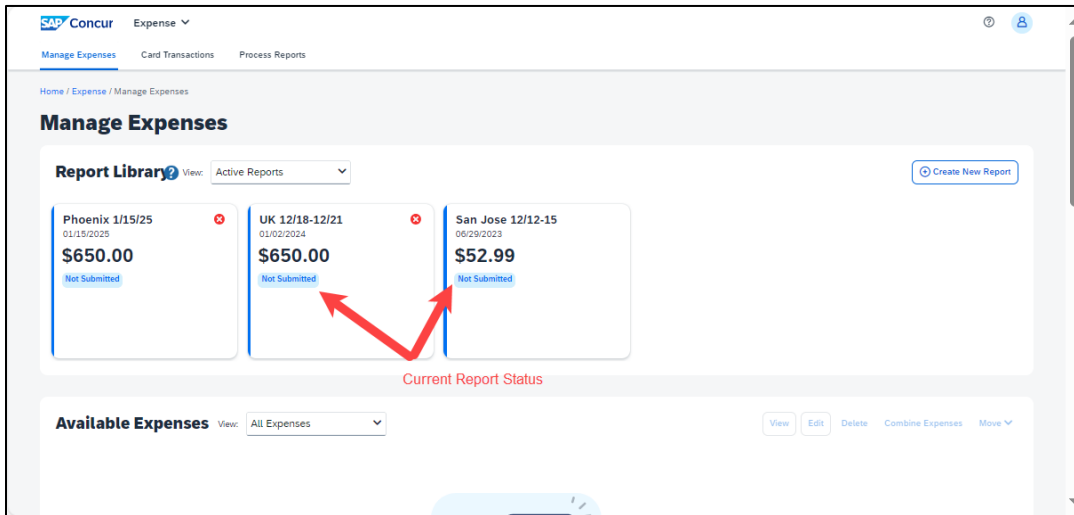 SAP Concur Expense
Manage Expenses Card Transactions Process Reports
Home / Expense / Manage Expenses
Manage Expenses
Report Library ? View: Active Reports
Create New Report
Phoenix 1/15/25
01/15/2025
$650.00
Not Submitted
UK 12/18-12/21
01/02/2024
$650.00
Not Submitted
San Jose 12/12-15
06/29/2023
$52.99
Not Submitted
Current Report Status
Available Expenses View: All Expenses
View Edit Delete Combine Expenses Move